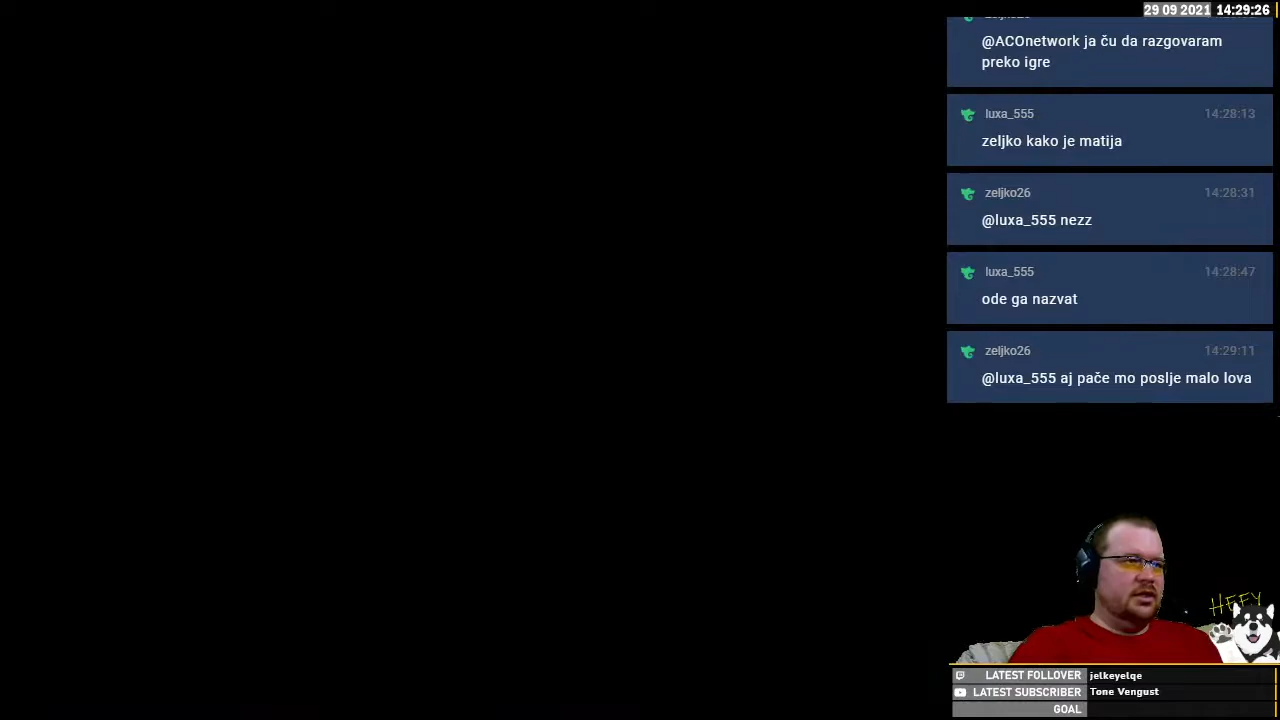 29 09 2021 14:29:26
@ACOnetwork ja ču da razgovaram
preko igre
luxa_555 14:28:13
zeljko kako je matija
zeljko26 14:28:31
@luxa_555 nezz
luxa_555 14:28:47
ode ga nazvat
zeljko26 14:29:11
@luxa_555 aj pače mo poslje malo lova
HEEY
LATEST FOLLOWER jelkeyelqe
LATEST SUBSCRIBER Tone Vengust
GOAL